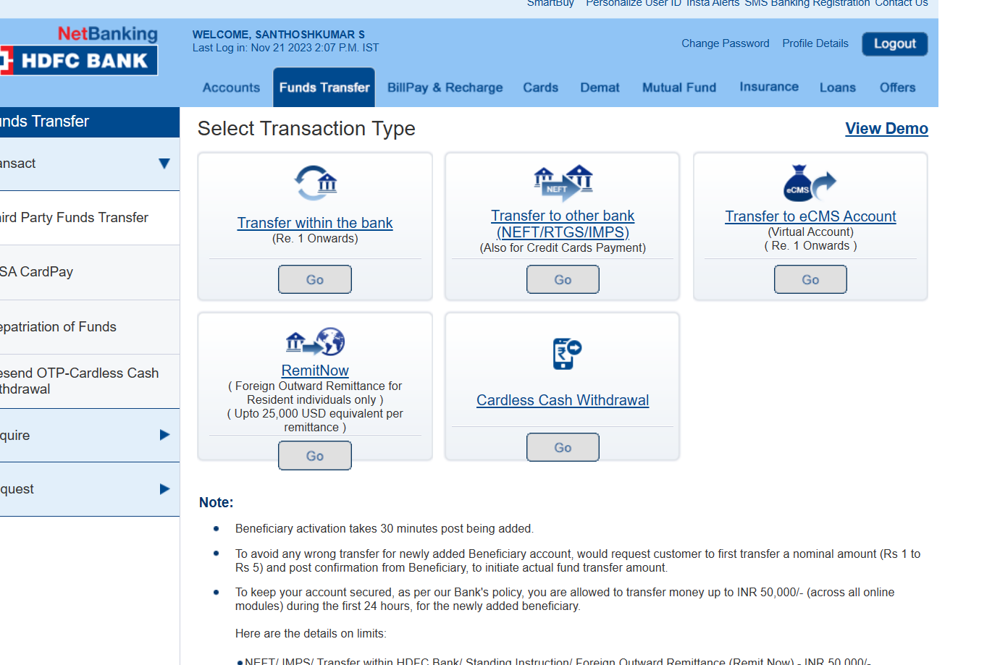 SmartBuy Personalize User ID Insta Alerts SMS Banking Registration Contact Us
NetBanking
HDFC BANK
WELCOME, SANTHOSHKUMAR S
Last Log in: Nov 21 2023 2:07 P.M. IST
Change Password Profile Details Logout
Accounts Funds Transfer BillPay & Recharge Cards Demat Mutual Fund Insurance Loans Offers
unds Transfer
ansact
ird Party Funds Transfer
SA CardPay
epatriation of Funds
esend OTP-Cardless Cash
thdrawal
quire
quest
Select Transaction Type
View Demo
Transfer within the bank
(Re. 1 Onwards)
Go
NEFT
Transfer to other bank
(NEFT/RTGS/IMPS)
(Also for Credit Cards Payment)
Go
eCMS
Transfer to eCMS Account
(Virtual Account)
( Re. 1 Onwards )
Go
RemitNow
( Foreign Outward Remittance for
Resident individuals only )
( Upto 25,000 USD equivalent per
remittance )
Go
₹
Cardless Cash Withdrawal
Go
Note:
Beneficiary activation takes 30 minutes post being added.
To avoid any wrong transfer for newly added Beneficiary account, would request customer to first transfer a nominal amount (Rs 1 to
Rs 5) and post confirmation from Beneficiary, to initiate actual fund transfer amount.
To keep your account secured, as per our Bank's policy, you are allowed to transfer money up to INR 50,000/- (across all online
modules) during the first 24 hours, for the newly added beneficiary.
Here are the details on limits:
NEFT/ IMPS/ Transfer within HDFC Bank/ Standing Instruction/ Foreign Outward Remittance (Remit Now) - INR 50,000/-